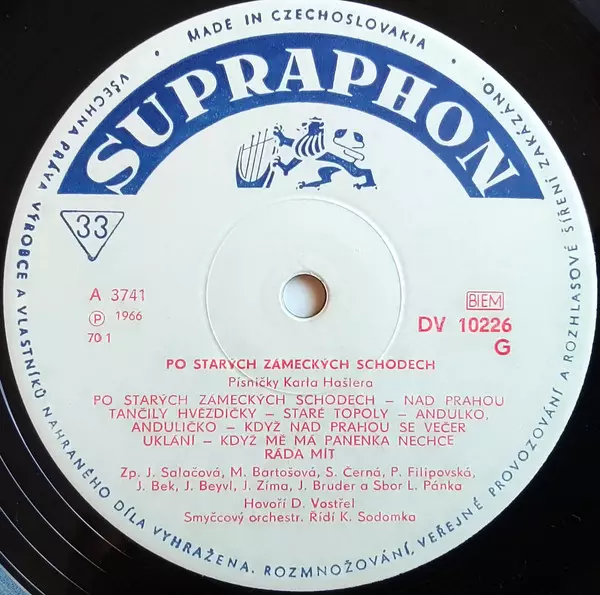 MADE IN CZECHOSLOVAKIA
SUPRAPHON
33
A 3741
Ⓟ 1966
70 1
BIEM
DV 10226
G
PO STARÝCH ZÁMECKÝCH SCHODECH
Písničky Karla Hašlera
PO STARÝCH ZÁMECKÝCH SCHODECH – NAD PRAHOU
TANČILY HVĚZDIČKY – STARÉ TOPOLY – ANDULKO,
ANDULIČKO – KDYŽ NAD PRAHOU SE VEČER
UKLÁNÍ – KDYŽ MĚ MÁ PANENKA NECHCE
RÁDA MÍT
Zp. J. Salačová, M. Bartošová, S. Černá, P. Filipovská,
J. Bek, J. Beyvl, J. Zíma, J. Bruder a Sbor L. Pánka
Hovoří D. Vostřel
Smyčcový orchestr. Řídí K. Sodomka
VŠECHNA PRÁVA VÝROBCE A VLASTNÍKŮ NAHRANÉHO DÍLA VYHRAŽENA. ROZMNOŽOVÁNÍ, VEŘEJNÉ PROVOZOVÁNÍ A ROZHLASOVÉ ŠÍŘENÍ ZAKÁZÁNO.